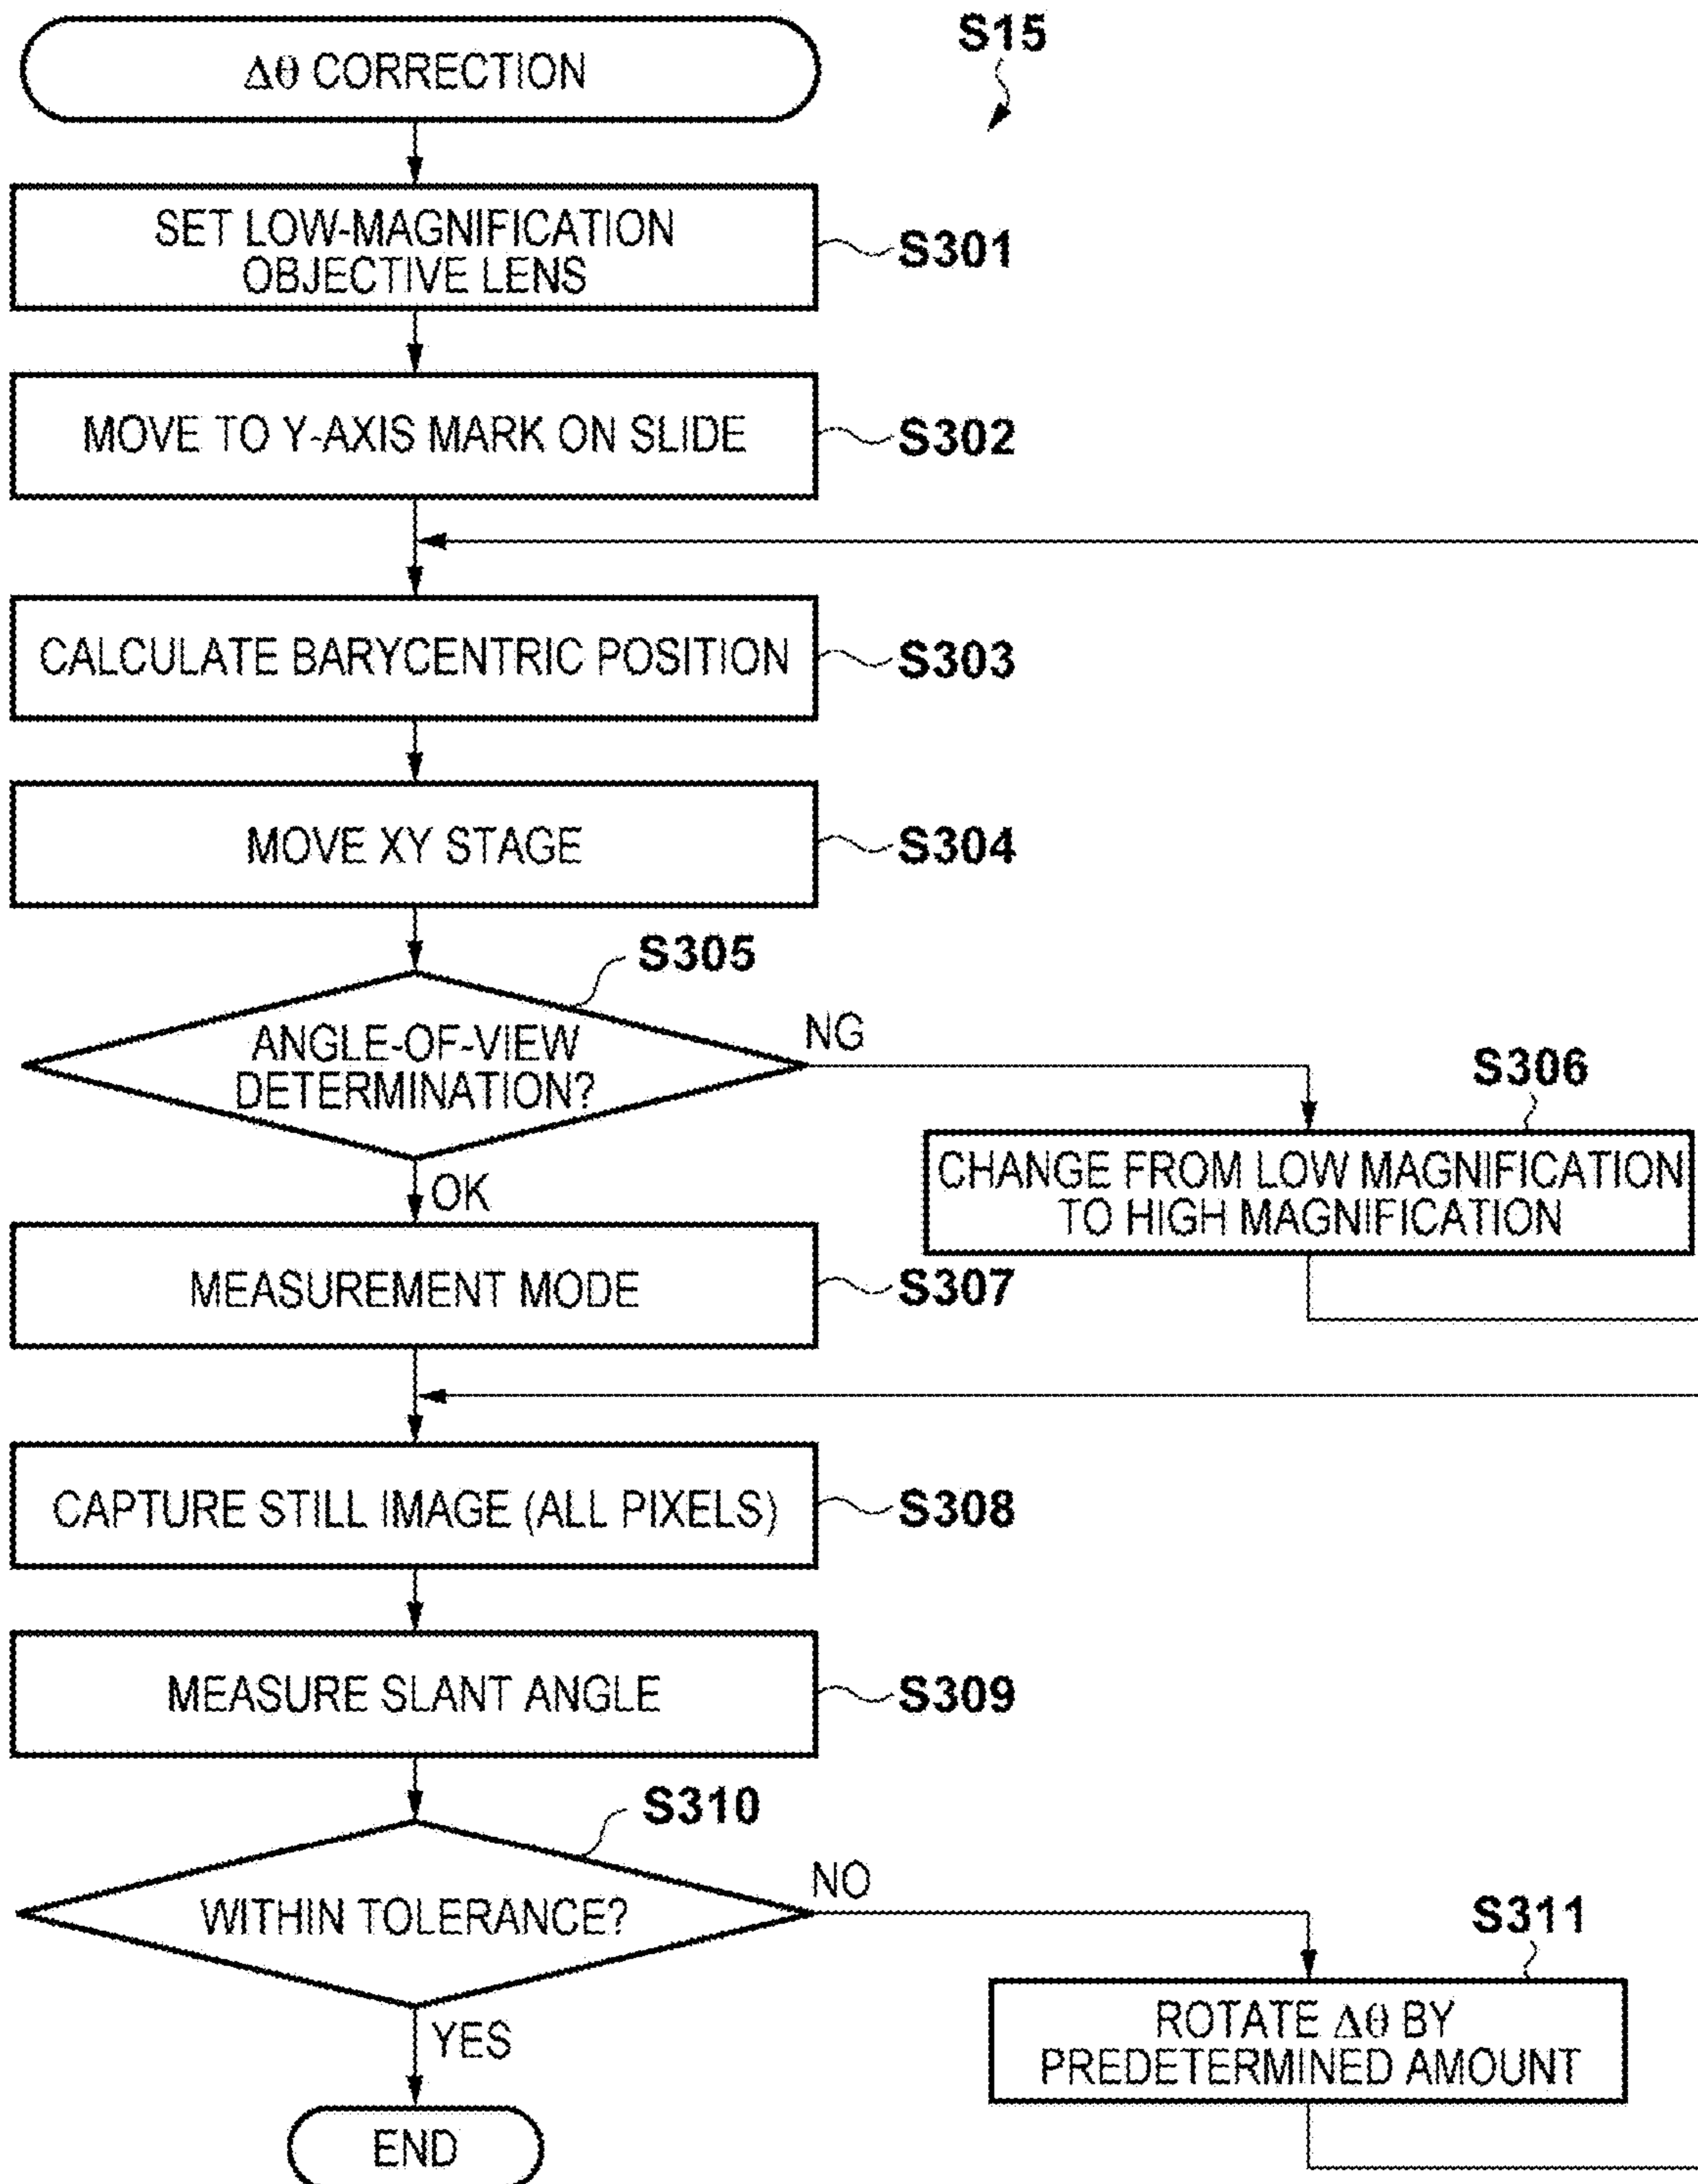 S15
Δθ CORRECTION
SET LOW-MAGNIFICATION
OBJECTIVE LENS
S301
MOVE TO Y-AXIS MARK ON SLIDE
S302
CALCULATE BARYCENTRIC POSITION
S303
MOVE XY STAGE
S304
S305
ANGLE-OF-VIEW
DETERMINATION?
NG
OK
S306
CHANGE FROM LOW MAGNIFICATION
TO HIGH MAGNIFICATION
MEASUREMENT MODE
S307
CAPTURE STILL IMAGE (ALL PIXELS)
S308
MEASURE SLANT ANGLE
S309
S310
WITHIN TOLERANCE?
NO
YES
S311
ROTATE Δθ BY
PREDETERMINED AMOUNT
END